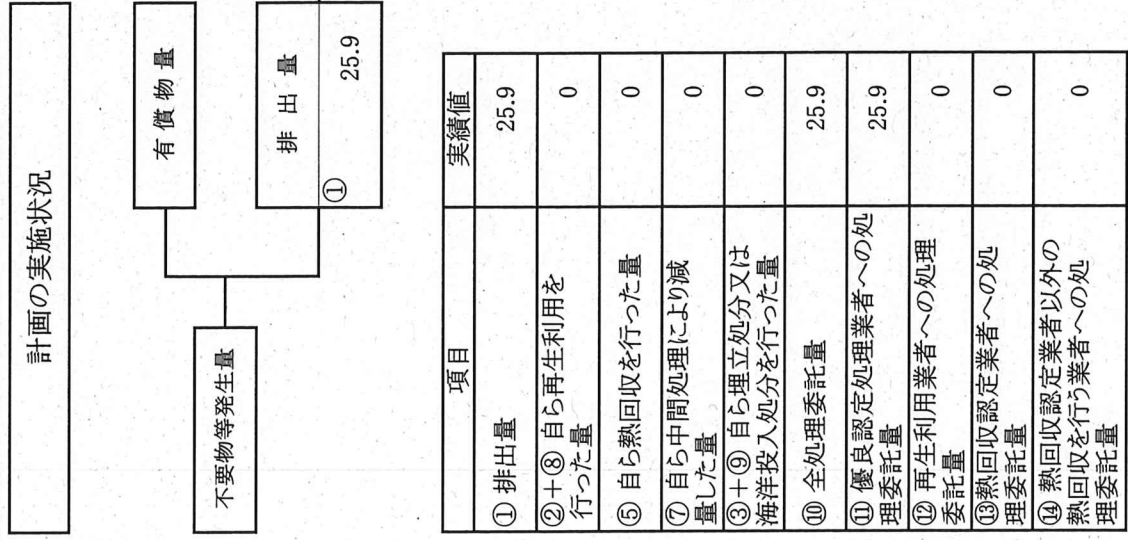 計画の実施状況
不要物等発生量
有償物量
排出量
①
25.9
項目
実績値
① 排出量
25.9
②+⑧ 自ら再生利用を
行った量
0
⑤ 自ら熱回収を行った量
0
⑦ 自ら中間処理により減
量した量
0
③+⑨ 自ら埋立処分又は
海洋投入処分を行った量
0
⑩ 全処理委託量
25.9
⑪ 優良認定処理業者への処
理委託量
25.9
⑫ 再生利用業者への処理
委託量
0
⑬熱回収認定業者への処
理委託量
0
⑭ 熱回収認定業者以外の
熱回収を行う業者への処
理委託量
0